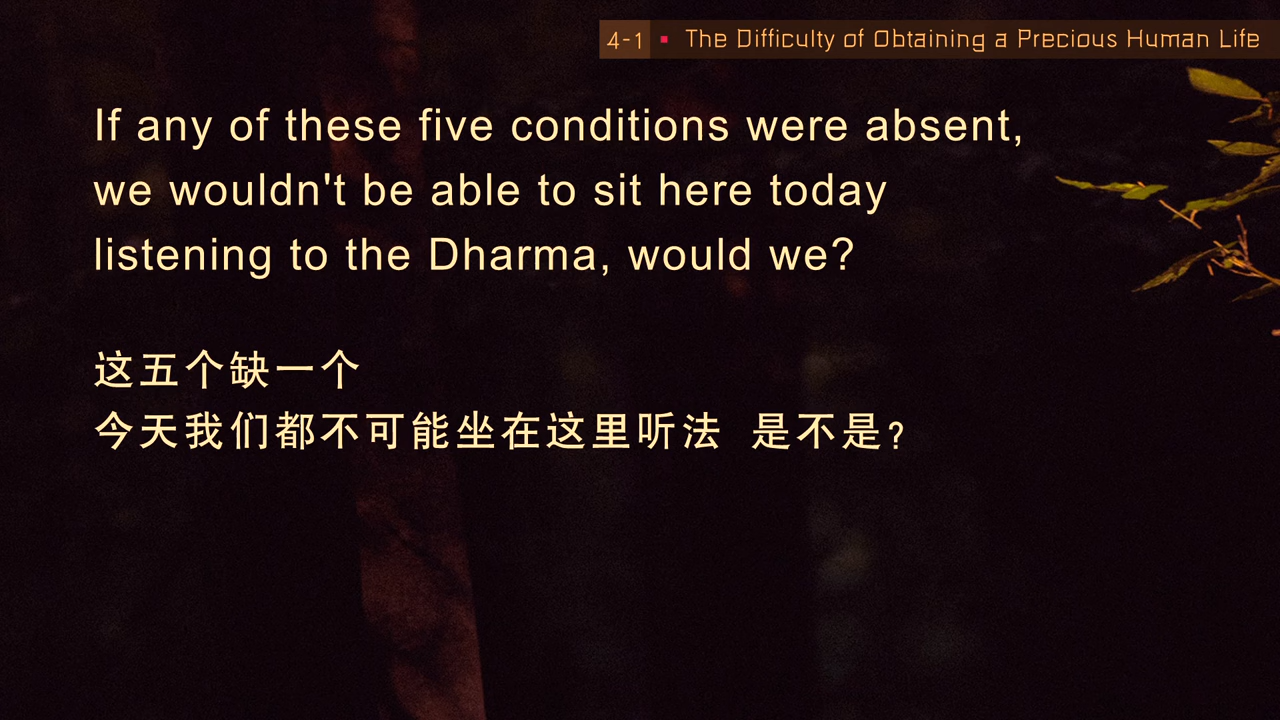 4-1 ▪ The Difficulty of Obtaining a Precious Human Life
If any of these five conditions were absent,
we wouldn't be able to sit here today
listening to the Dharma, would we?
这五个缺一个
今天我们都不可能坐在这里听法 是不是?